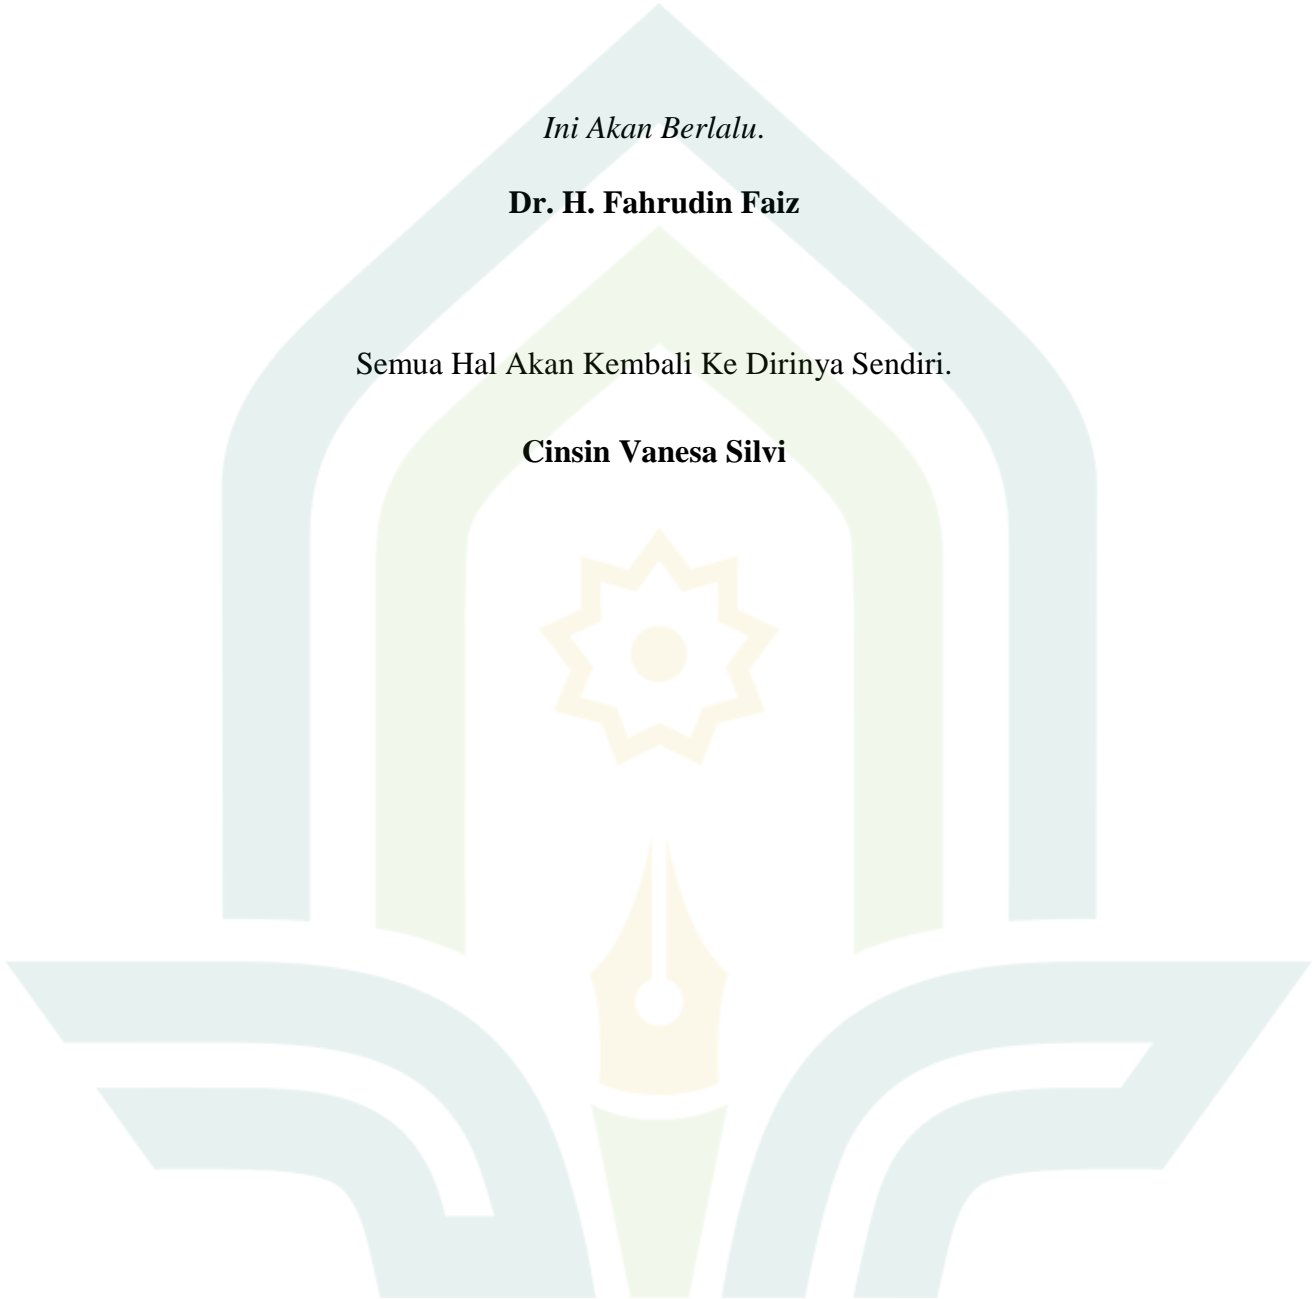 Ini Akan Berlalu.
Dr. H. Fahrudin Faiz
Semua Hal Akan Kembali Ke Dirinya Sendiri.
Cinsin Vanesa Silvi